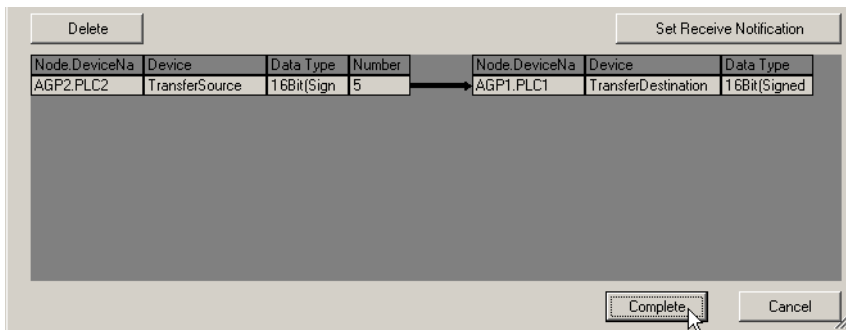 Delete Set Receive Notification
Node.DeviceNa Device Data Type Number Node.DeviceNa Device Data Type
AGP2.PLC2 TransferSource 16Bit(Sign 5 AGP1.PLC1 TransferDestination 16Bit(Signed
Complete Cancel